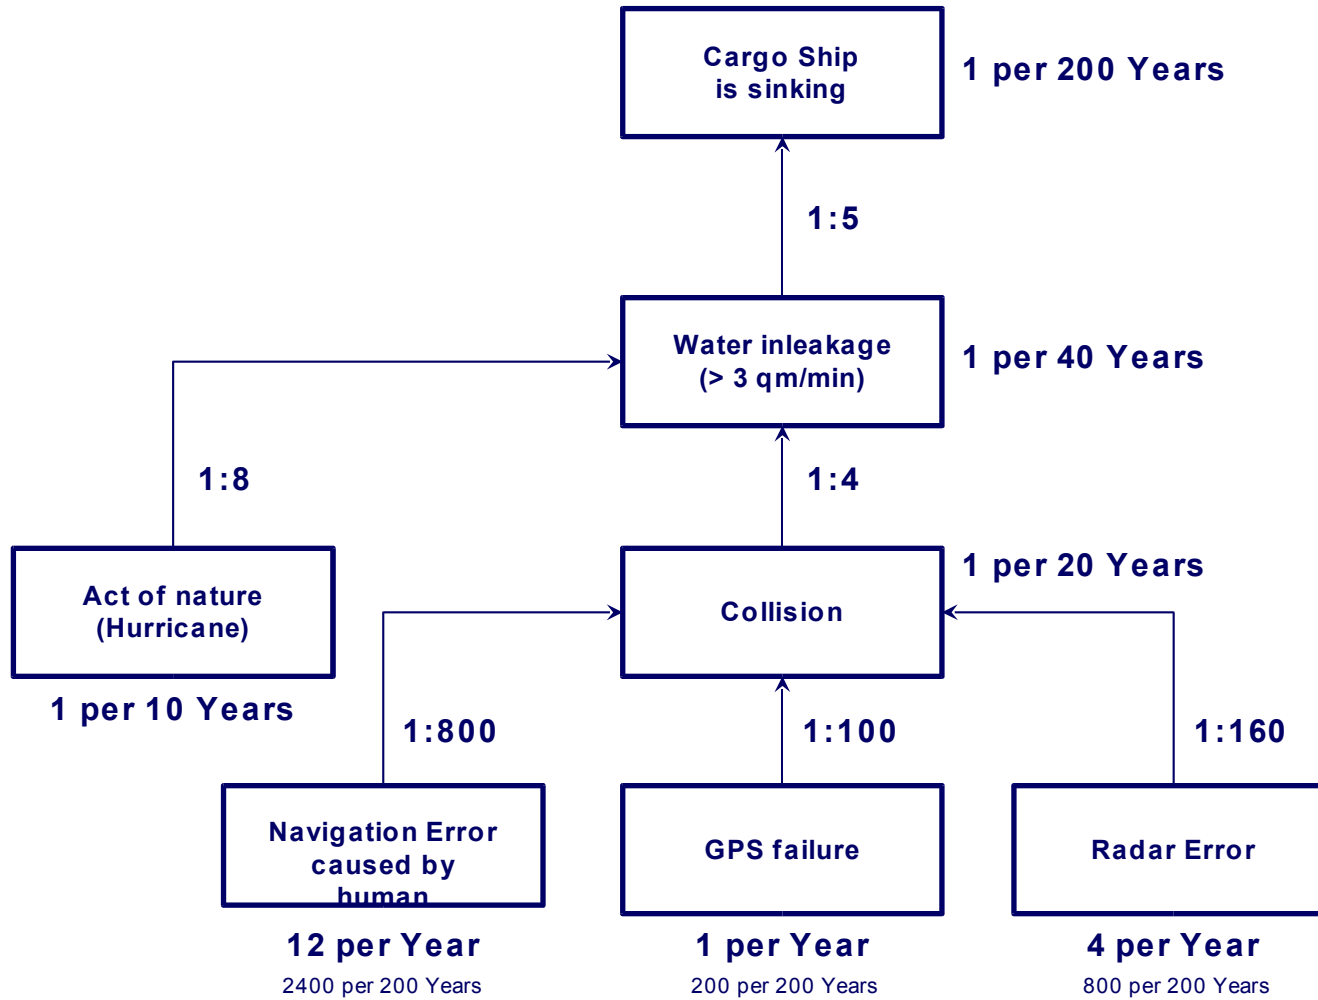 Cargo Ship
is sinking
1 per 200 Years
1:5
Water inleakage
(> 3 qm/min)
1 per 40 Years
1:8
1:4
Act of nature
(Hurricane)
1 per 10 Years
Collision
1 per 20 Years
1:800
1:100
1:160
Navigation Error
caused by
human
12 per Year
2400 per 200 Years
GPS failure
1 per Year
200 per 200 Years
Radar Error
4 per Year
800 per 200 Years